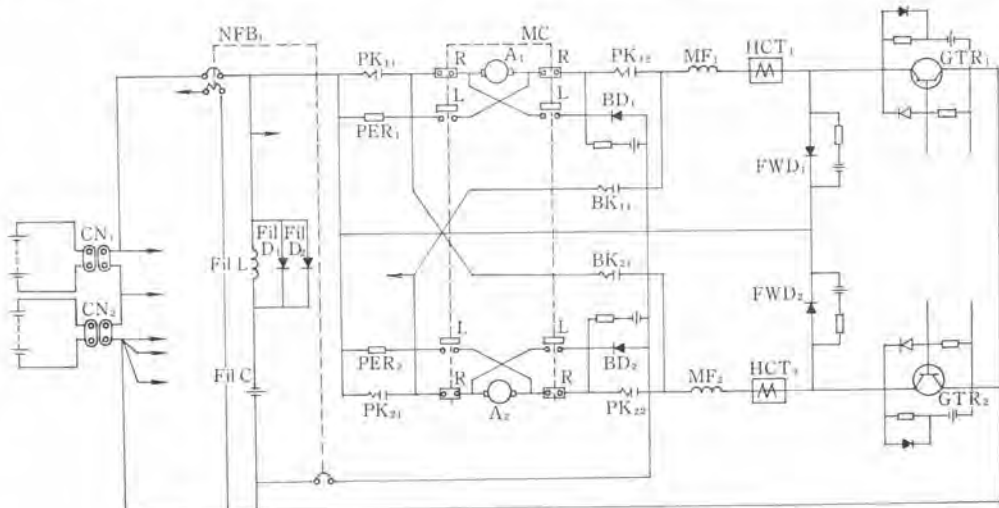 NFB₁
MC
PK₁₁
R
A₁
R
PK₁₂
MF₁
HCT₁
GTR₁
L
L
PER₁
BD₁
FWD₁
BK₁₁
CN₁
Fil D₁
Fil D₂
Fil L
BK₂₁
FWD₂
CN₂
L
L
PER₂
BD₂
Fil C
PK₂₁
R
A₂
R
PK₂₂
MF₂
GTR₂